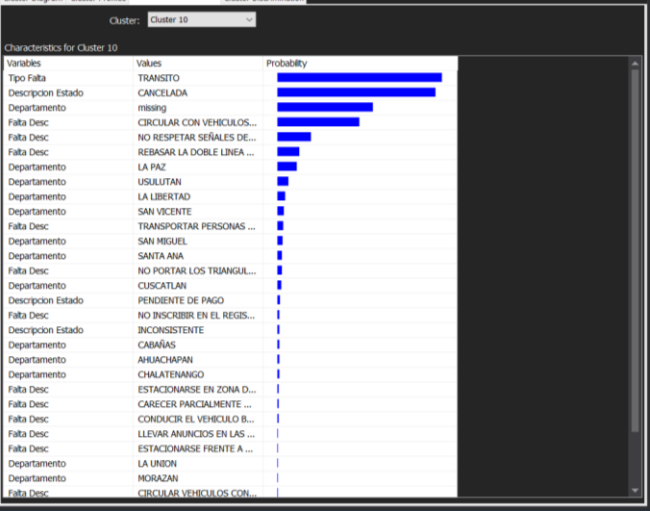 Cluster: Cluster 10
Characteristics for Cluster 10
Variables Values Probability
Tipo Falta TRANSITO
Descripcion Estado CANCELADA
Departamento missing
Falta Desc CIRCULAR CON VEHICULOS...
Falta Desc NO RESPETAR SEÑALES DE...
Falta Desc REBASAR LA DOBLE LINEA ...
Departamento LA PAZ
Departamento USULUTAN
Departamento LA LIBERTAD
Departamento SAN VICENTE
Falta Desc TRANSPORTAR PERSONAS ...
Departamento SAN MIGUEL
Departamento SANTA ANA
Falta Desc NO PORTAR LOS TRIANGUL...
Departamento CUSCATLAN
Descripcion Estado PENDIENTE DE PAGO
Falta Desc NO INSCRIBIR EN EL REGIS...
Descripcion Estado INCONSISTENTE
Departamento CABAÑAS
Departamento AHUACHAPAN
Departamento CHALATENANGO
Falta Desc ESTACIONARSE EN ZONA D...
Falta Desc CARECER PARCIALMENTE ...
Falta Desc CONDUCIR EL VEHICULO B...
Falta Desc LLEVAR ANUNCIOS EN LAS ...
Falta Desc ESTACIONARSE FRENTE A ...
Departamento LA UNION
Departamento MORAZAN
Falta Desc CIRCULAR VEHICULOS CON...